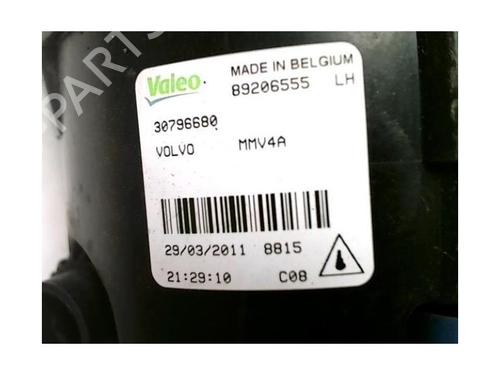 Valeo
MADE IN BELGIUM
89206555 LH
30796680
VOLVO MMV4A
29/03/2011 8815
21:29:10 C08